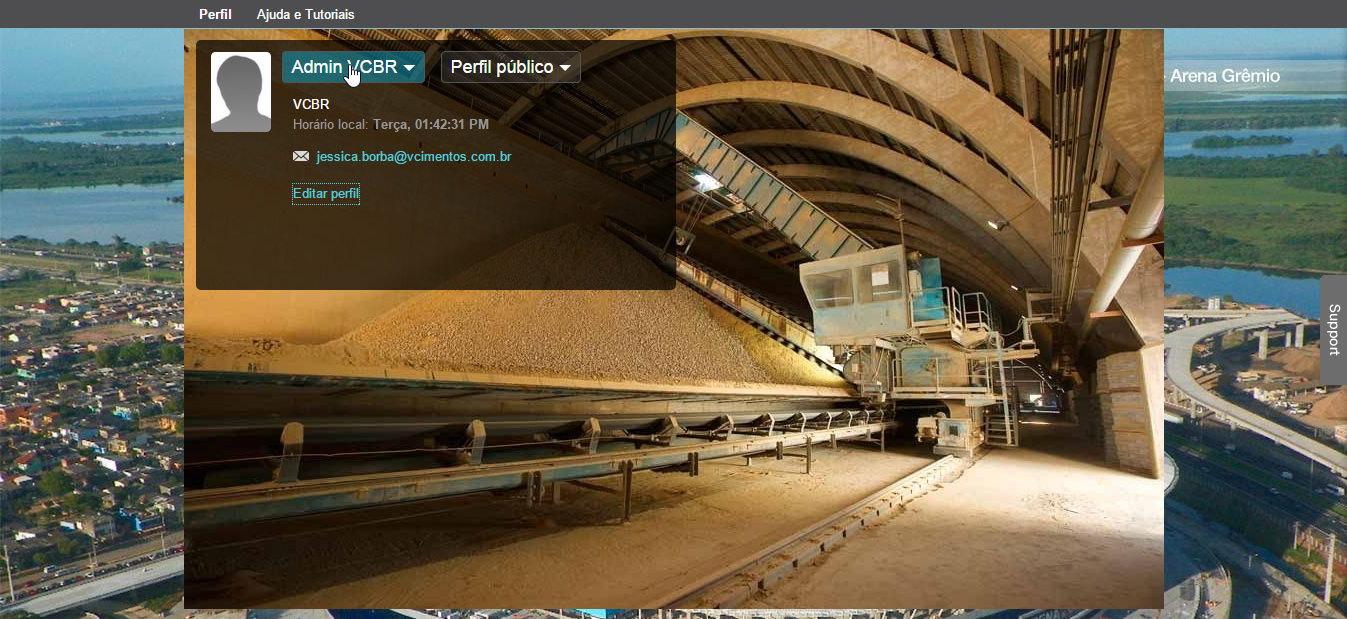 Perfil Ajuda e Tutoriais
Arena Grêmio
Admin VCBR Perfil público
VCBR
Horário local: Terça, 01:42:31 PM
jessica.borba@vcimentos.com.br
Editar perfil
Support